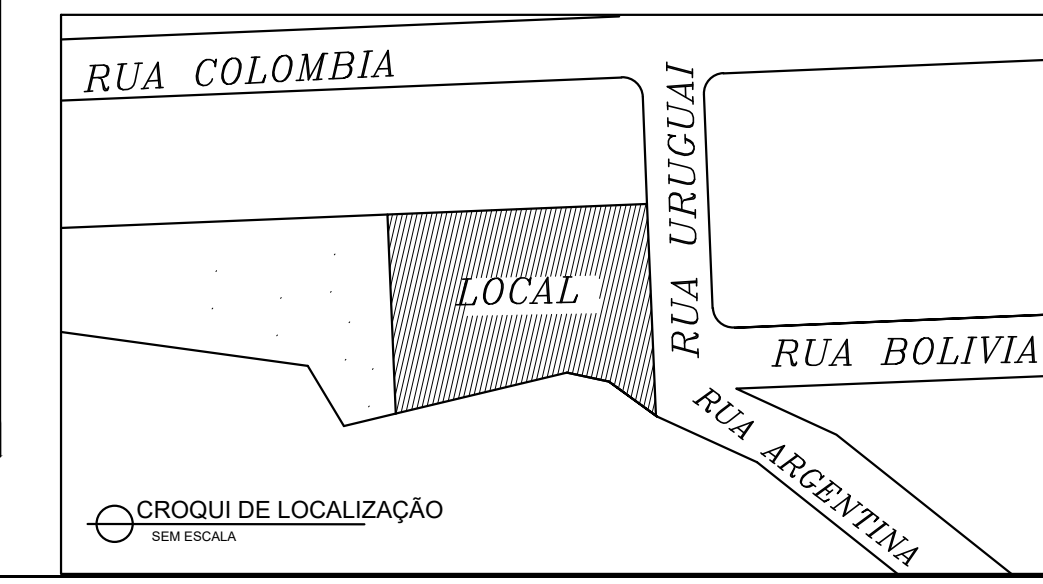 RUA COLOMBIA
RUA URUGUAI
LOCAL
RUA BOLIVIA
RUA ARGENTINA
CROQUI DE LOCALIZAÇÃO
SEM ESCALA